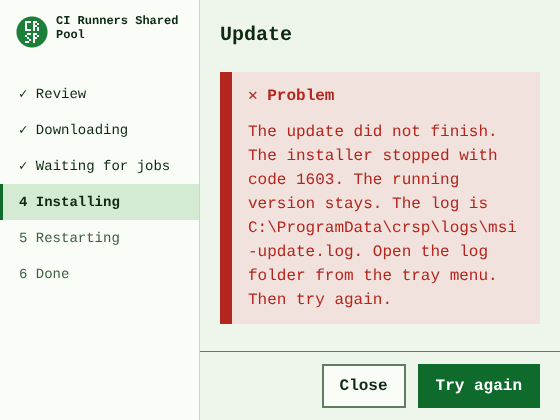 CR
SP
CI Runners Shared
Pool
✓ Review
✓ Downloading
✓ Waiting for jobs
4 Installing
5 Restarting
6 Done
Update
✕ Problem
The update did not finish.
The installer stopped with
code 1603. The running
version stays. The log is
C:\ProgramData\crsp\logs\msi
-update.log. Open the log
folder from the tray menu.
Then try again.
Close
Try again